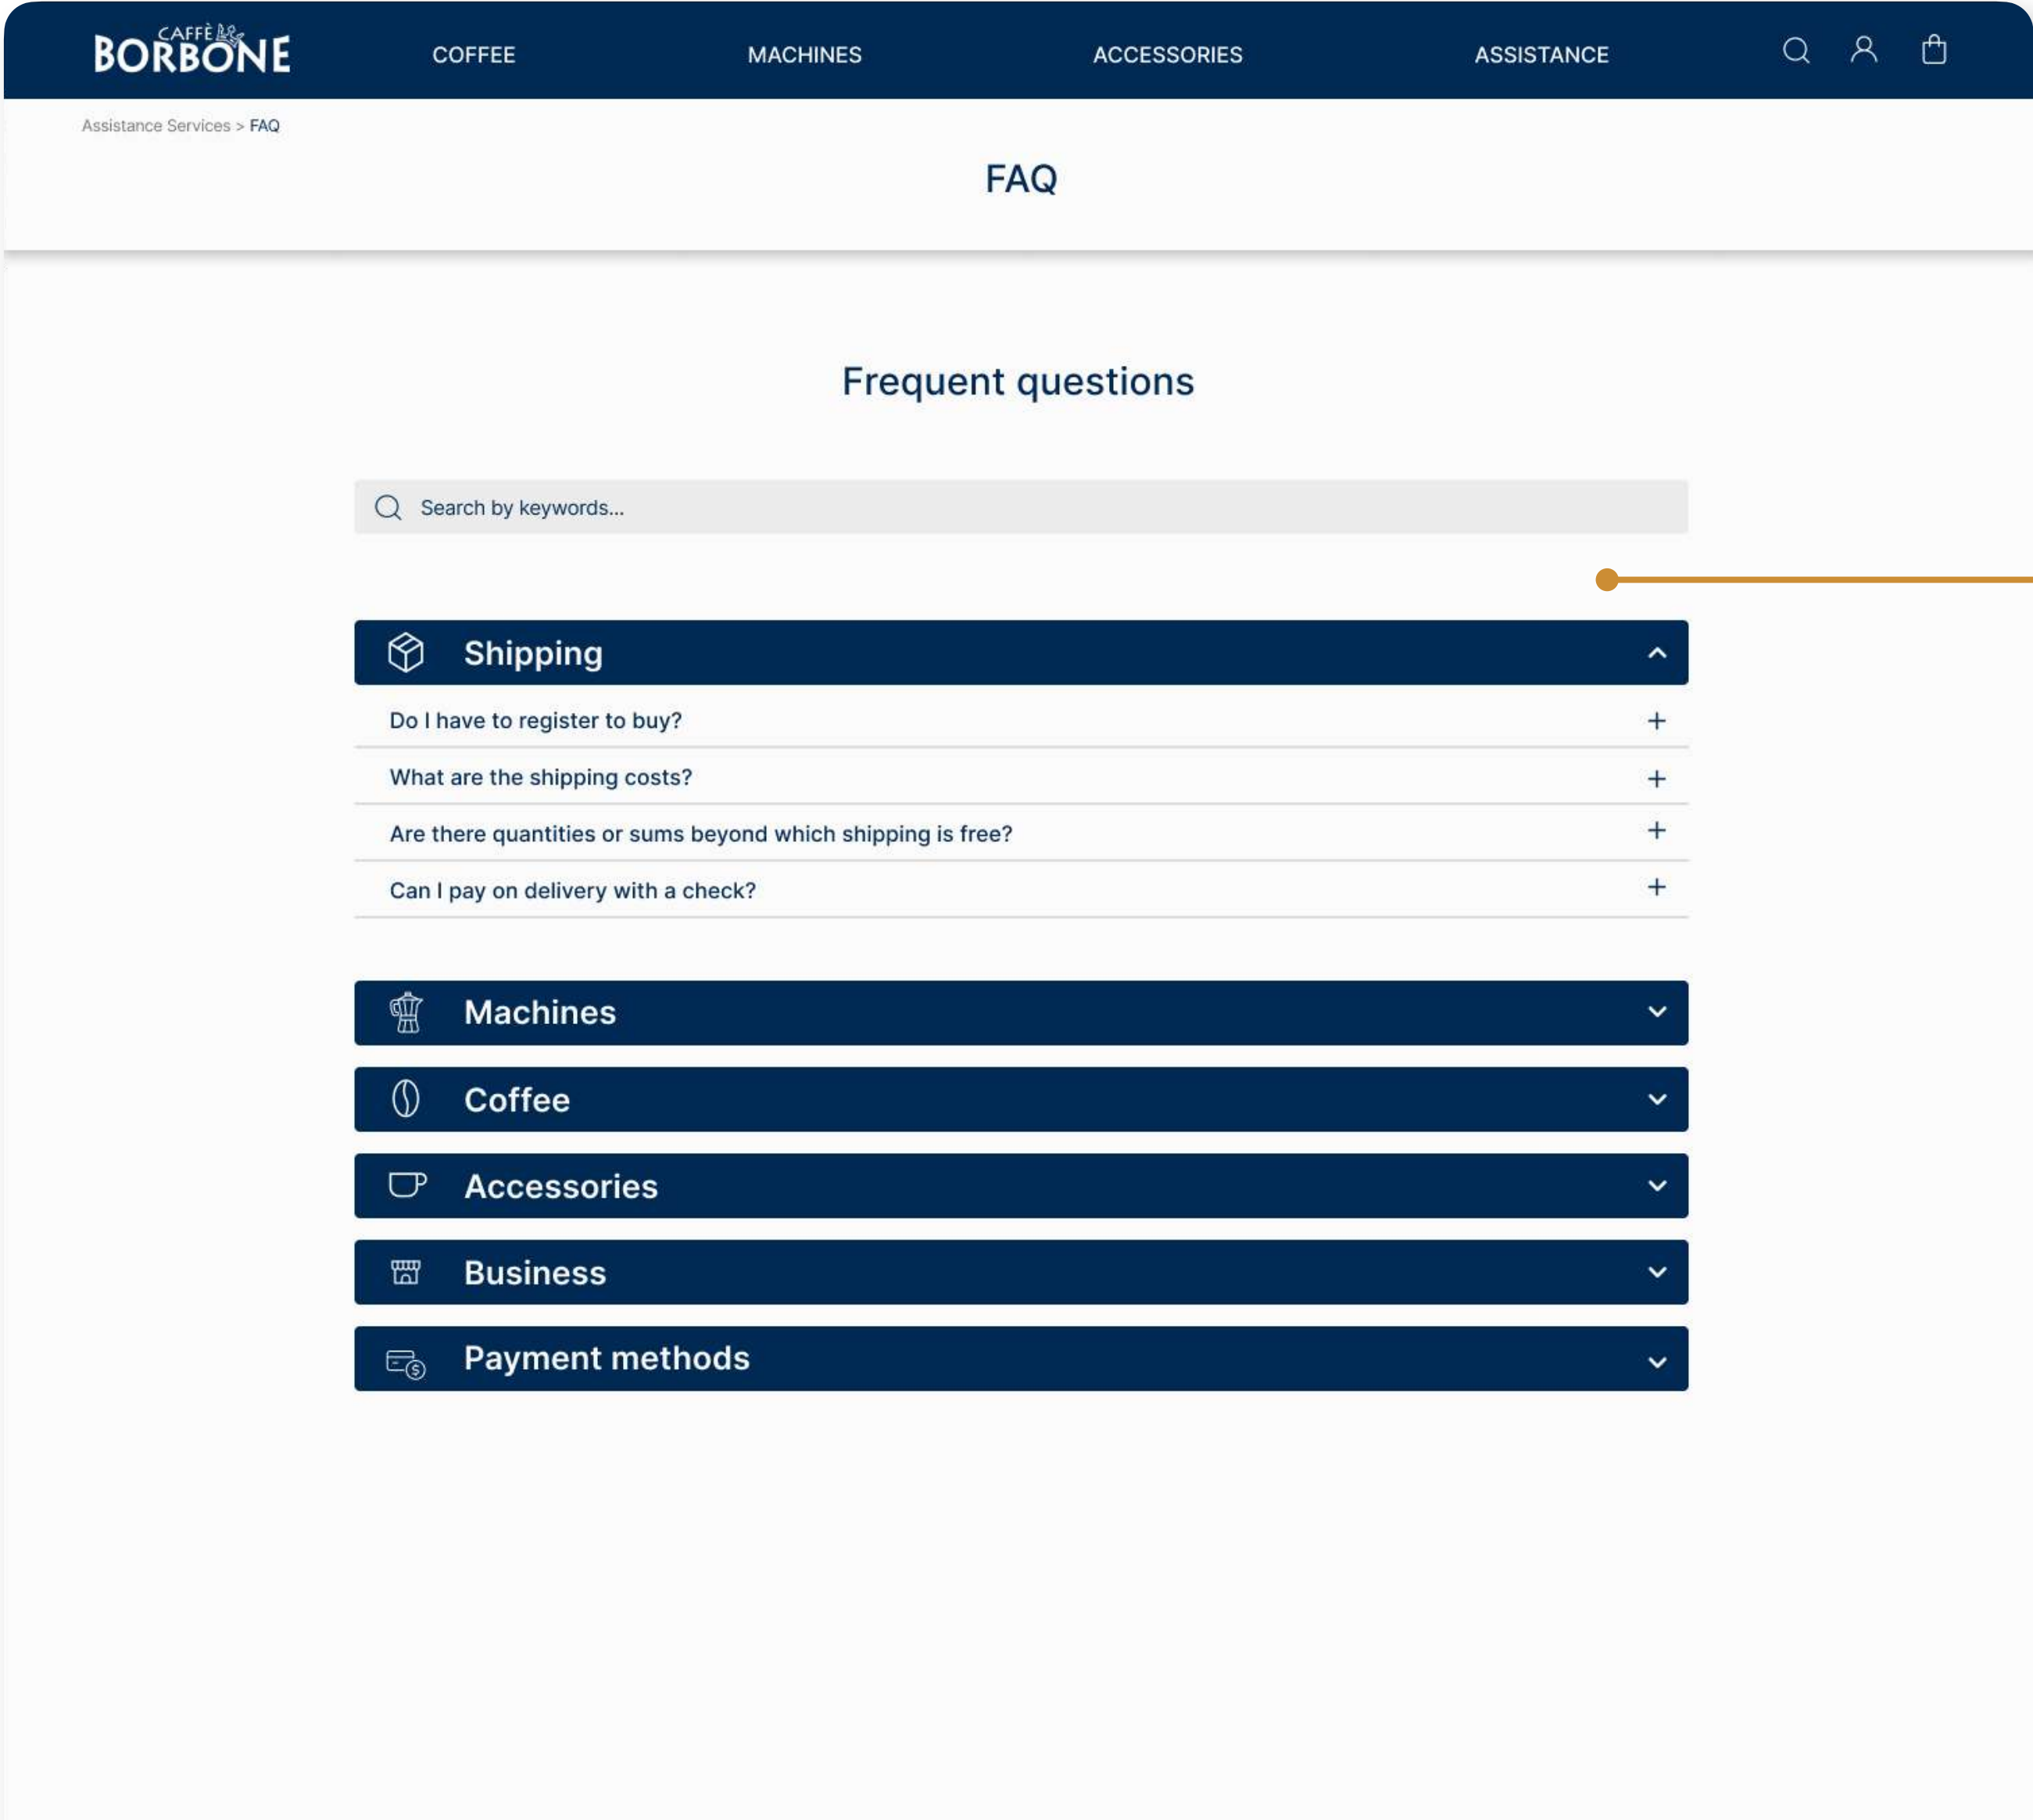 CAFFÈ
BORBONE
COFFEE MACHINES ACCESSORIES ASSISTANCE
Assistance Services > FAQ
FAQ
Frequent questions
Search by keywords...
Shipping
Do I have to register to buy?
What are the shipping costs?
Are there quantities or sums beyond which shipping is free?
Can I pay on delivery with a check?
Machines
Coffee
Accessories
Business
Payment methods